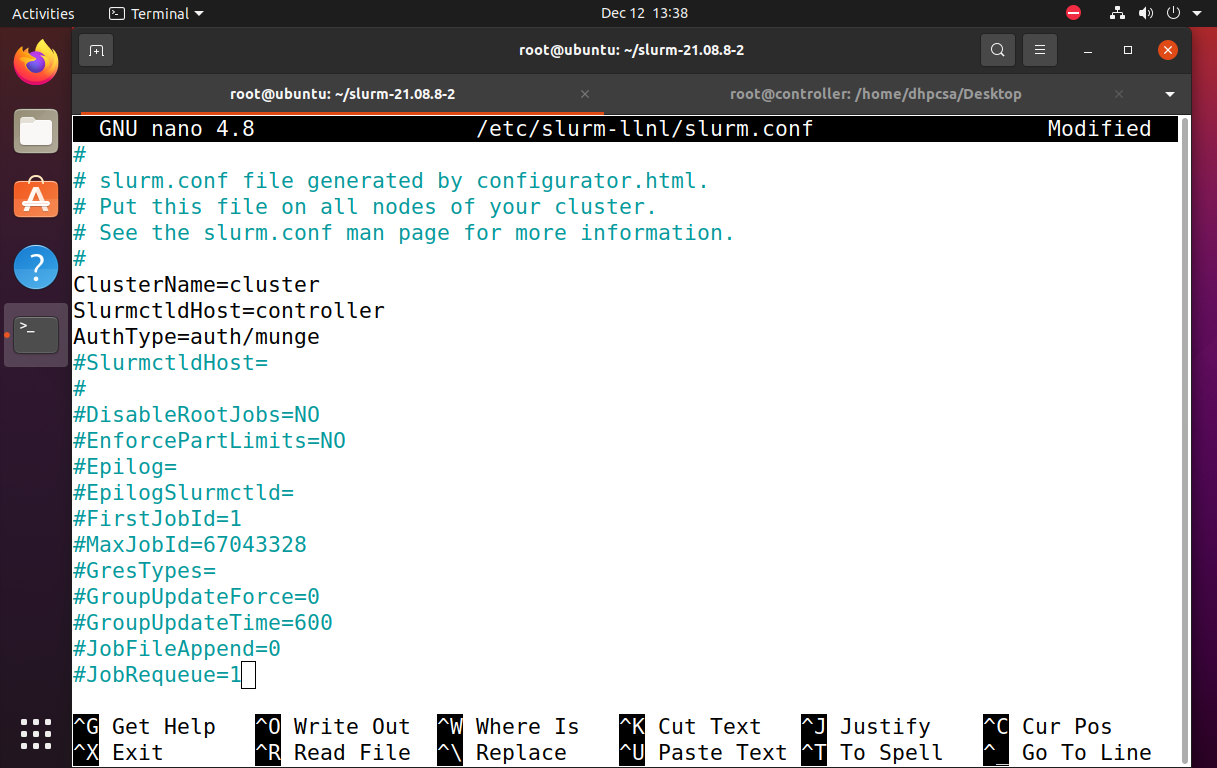 Activities Terminal Dec 12 13:38
root@ubuntu: ~/slurm-21.08.8-2
root@ubuntu: ~/slurm-21.08.8-2 root@controller: /home/dhpcsa/Desktop
GNU nano 4.8 /etc/slurm-llnl/slurm.conf Modified
#
# slurm.conf file generated by configurator.html.
# Put this file on all nodes of your cluster.
# See the slurm.conf man page for more information.
#
ClusterName=cluster
SlurmctldHost=controller
AuthType=auth/munge
#SlurmctldHost=
#
#DisableRootJobs=NO
#EnforcePartLimits=NO
#Epilog=
#EpilogSlurmctld=
#FirstJobId=1
#MaxJobId=67043328
#GresTypes=
#GroupUpdateForce=0
#GroupUpdateTime=600
#JobFileAppend=0
#JobRequeue=1
^G Get Help ^O Write Out ^W Where Is ^K Cut Text ^J Justify ^C Cur Pos
^X Exit ^R Read File ^\ Replace ^U Paste Text ^T To Spell ^_ Go To Line